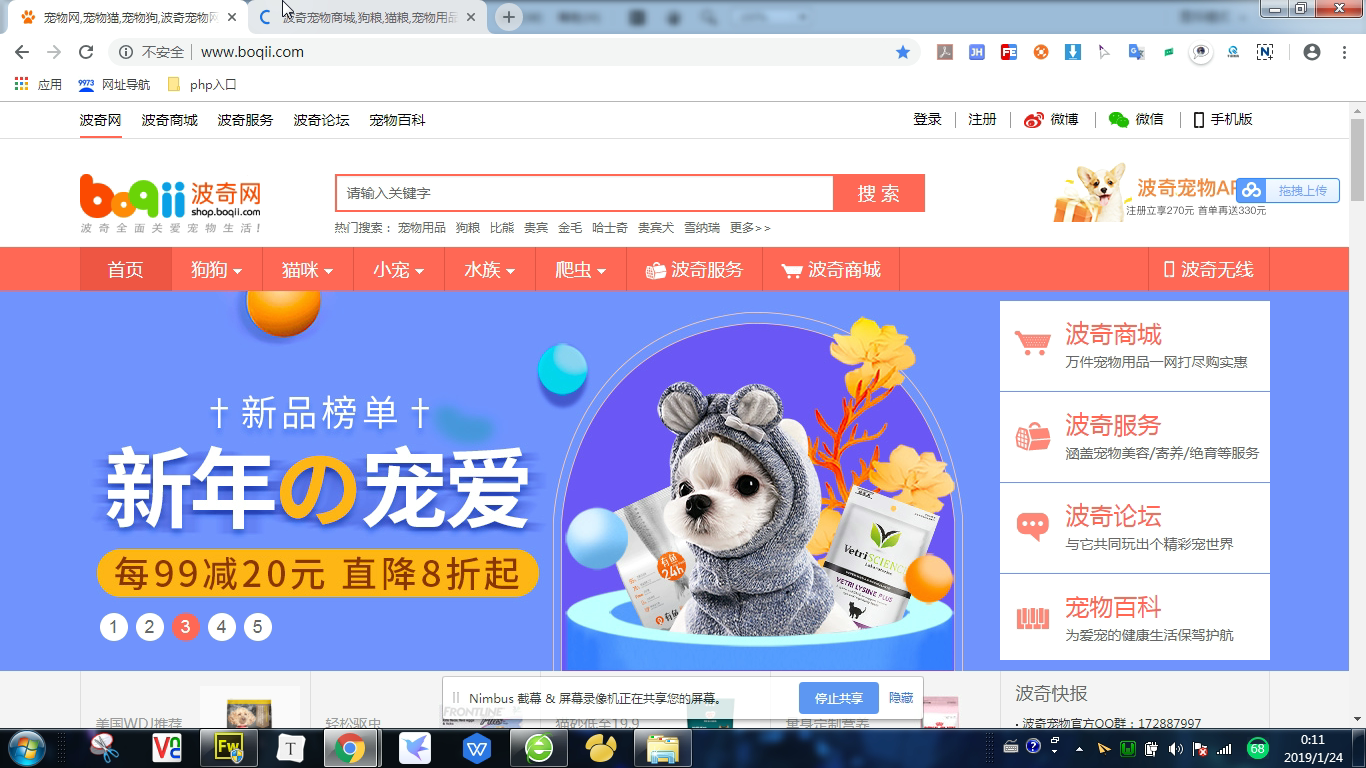 宠物网,宠物猫,宠物狗,波奇宠物网
波奇宠物商城,狗粮,猫粮,宠物用品
不安全 www.boqii.com
应用 9973 网址导航 php入口
波奇网 波奇商城 波奇服务 波奇论坛 宠物百科 登录 注册 微博 微信 手机版
boqii 波奇网
shop.boqii.com
波奇全面关爱宠物生活!
请输入关键字 搜索
热门搜索： 宠物用品 狗粮 比熊 贵宾 金毛 哈士奇 贵宾犬 雪纳瑞 更多>>
波奇宠物AP
拖拽上传
注册立享270元 首单再送330元
首页 狗狗 猫咪 小宠 水族 爬虫 波奇服务 波奇商城 波奇无线
新品榜单
新年の宠爱
每99减20元 直降8折起
1 2 3 4 5
有鱼
24h
VETRISCIENCE
Laboratories
VETRI LYSINE PLUS
波奇商城
万件宠物用品一网打尽购实惠
波奇服务
涵盖宠物美容/寄养/绝育等服务
波奇论坛
与它共同玩出个精彩宠世界
宠物百科
为爱宠的健康生活保驾护航
Nimbus 截幕 & 屏幕录像机正在共享您的屏幕。 停止共享 隐藏
FRONTLINE
美国WDJ推荐 轻松驱虫 猫砂低至19.9 量身定制营养
波奇快报
· 波奇宠物官方QQ群：172887997
Fw T 68
0:11
2019/1/24